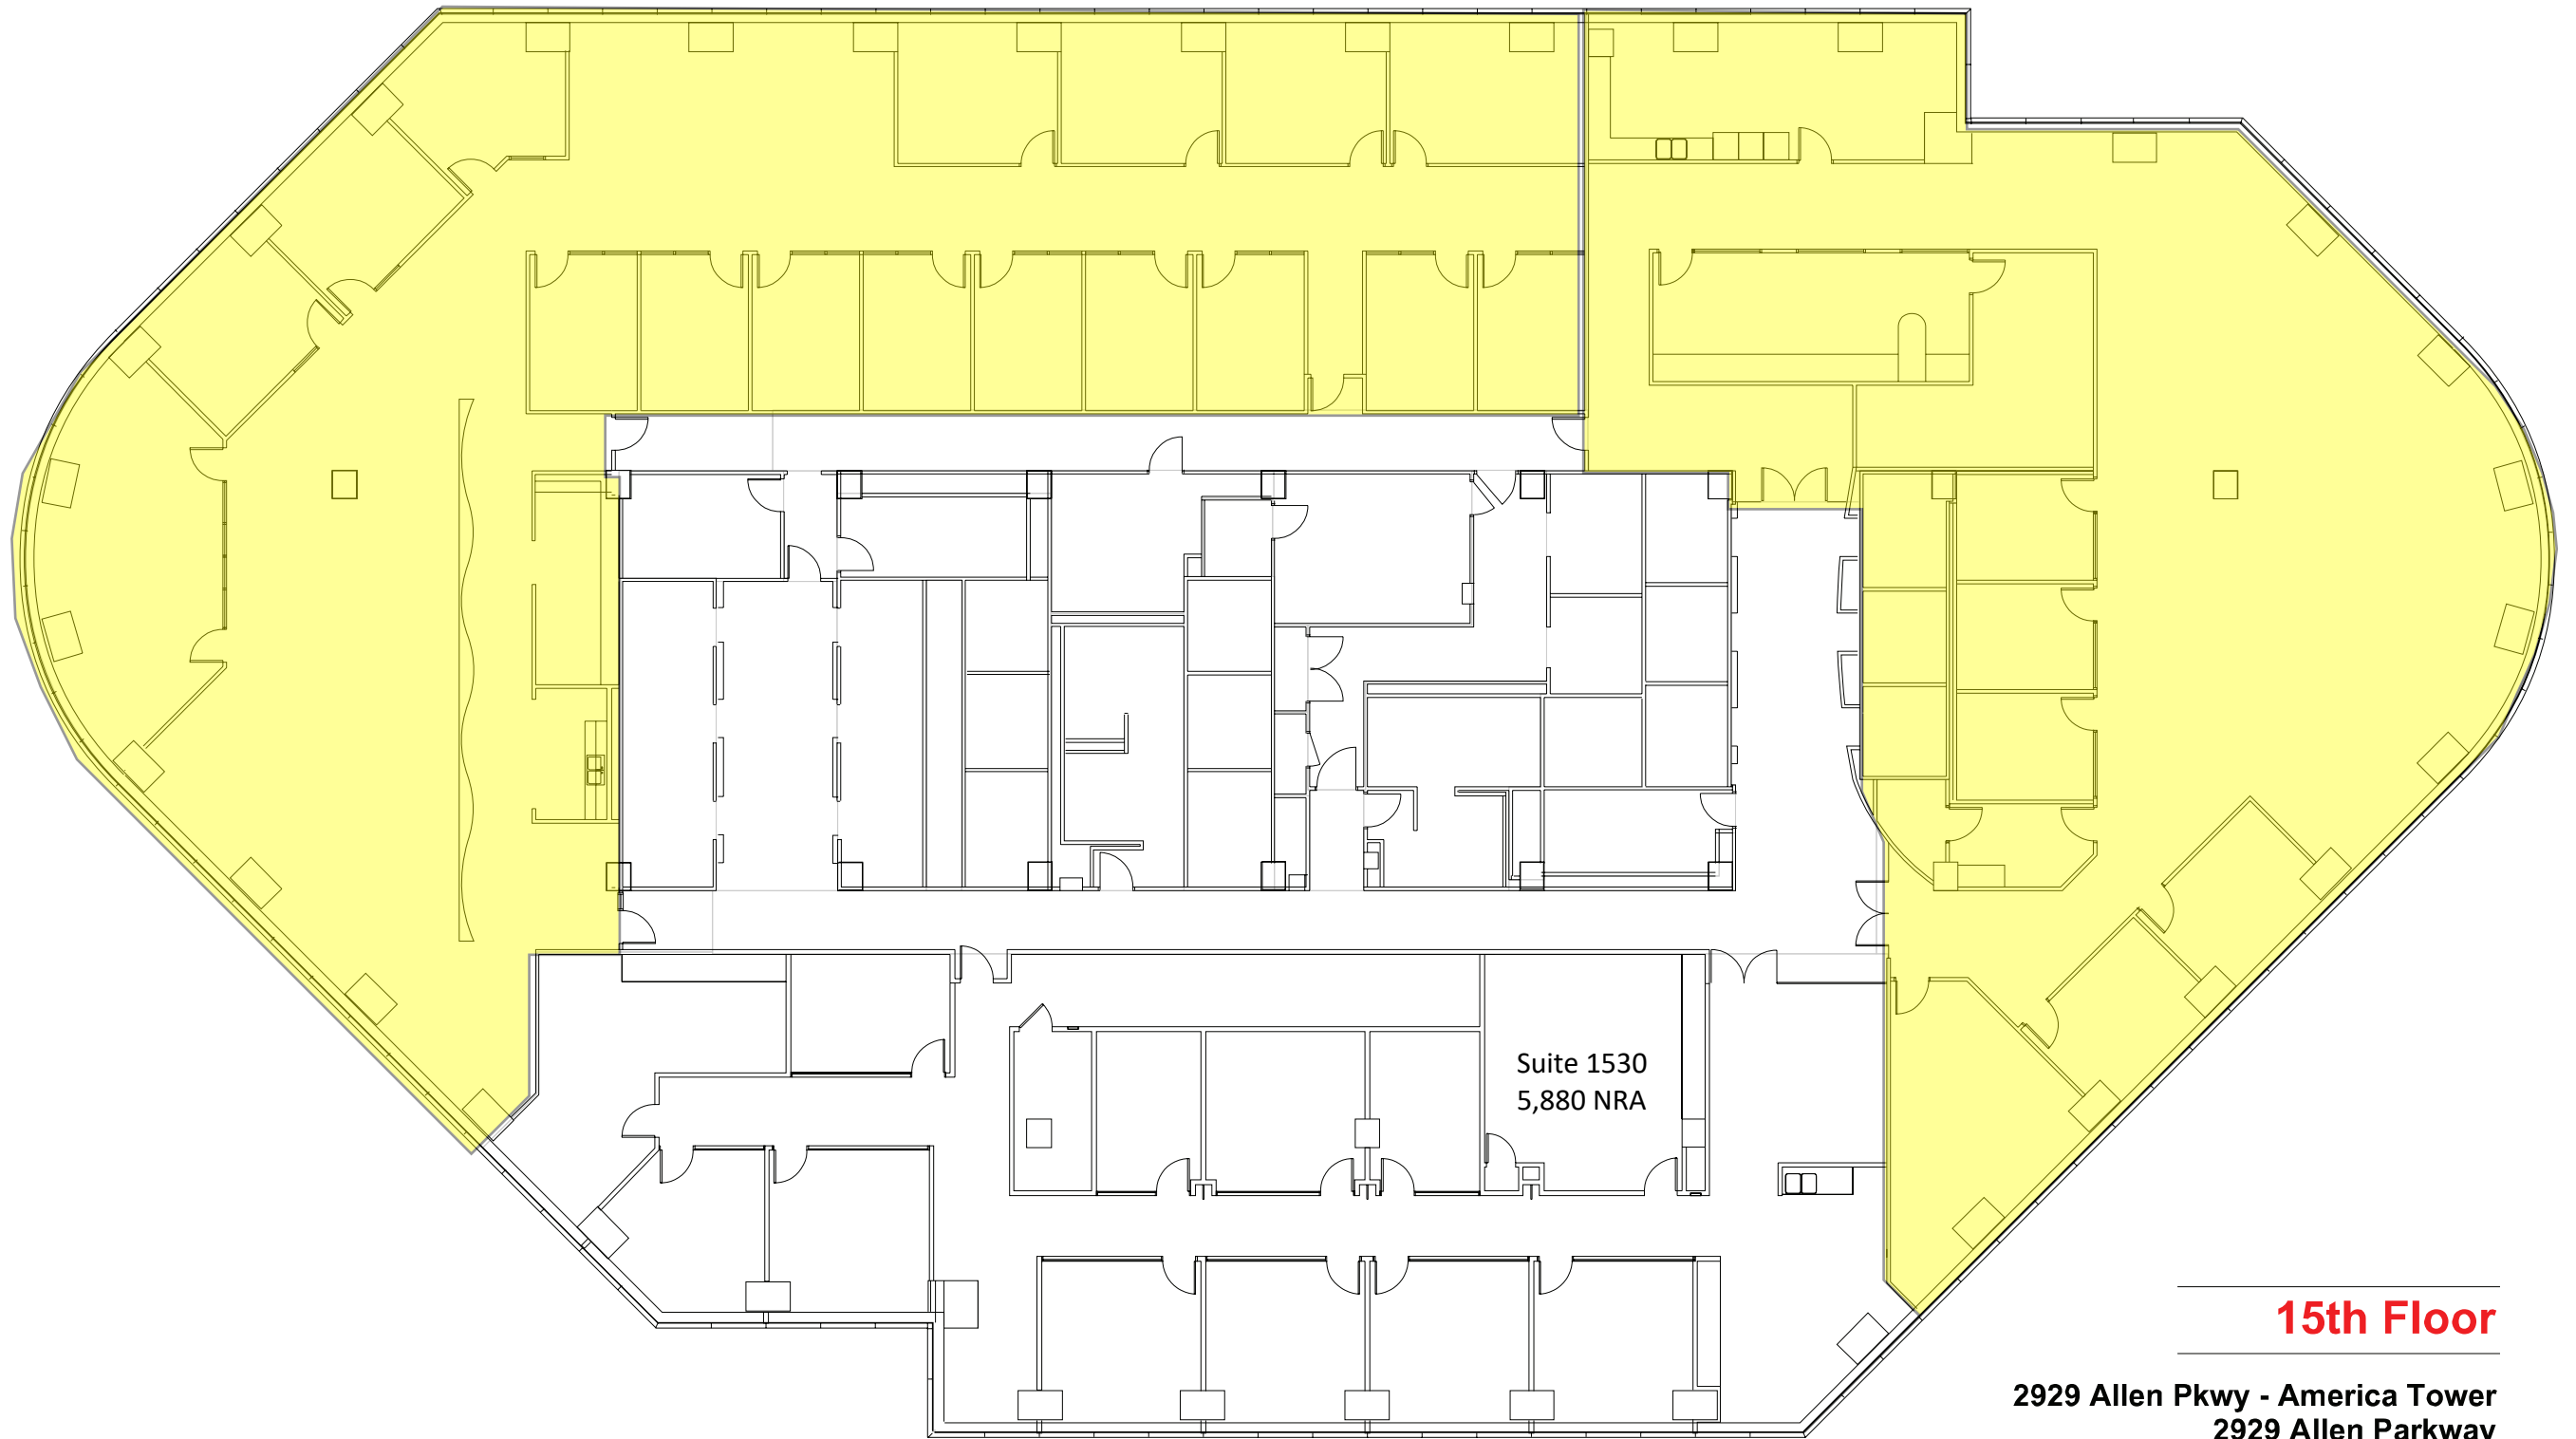 Suite 1530
5,880 NRA
15th Floor
2929 Allen Pkwy - America Tower
2929 Allen Parkway